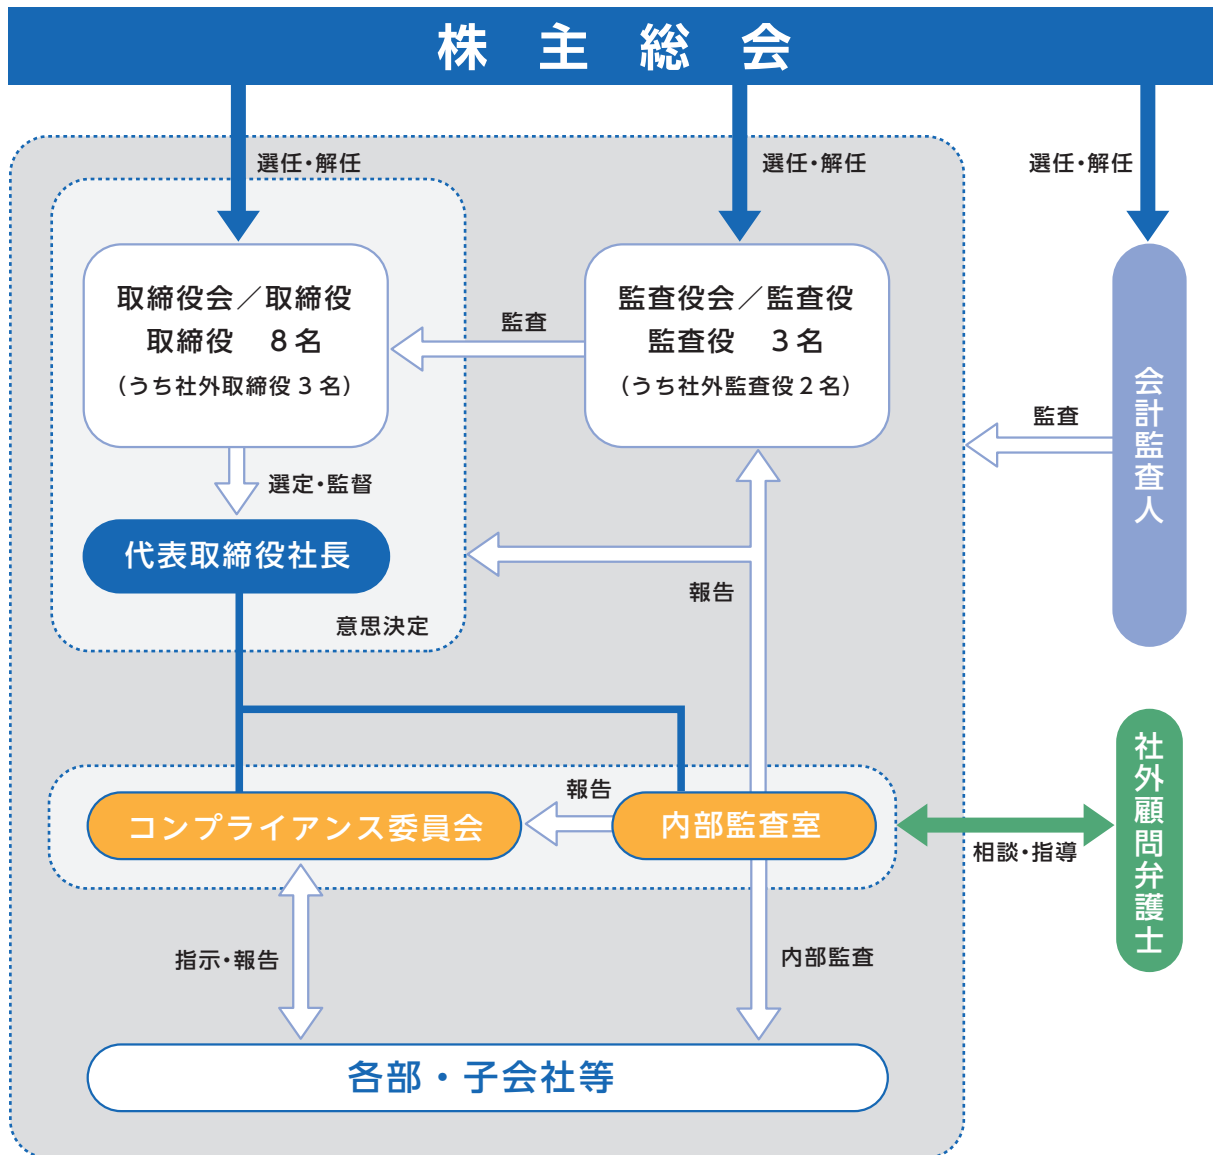 株主総会
選任・解任
選任・解任
選任・解任
取締役会／取締役
取締役　8名
（うち社外取締役3名）
監査
監査役会／監査役
監査役　3名
（うち社外監査役2名）
監査
会計監査人
選定・監督
代表取締役社長
意思決定
報告
コンプライアンス委員会
報告
内部監査室
相談・指導
社外顧問弁護士
指示・報告
内部監査
各部・子会社等